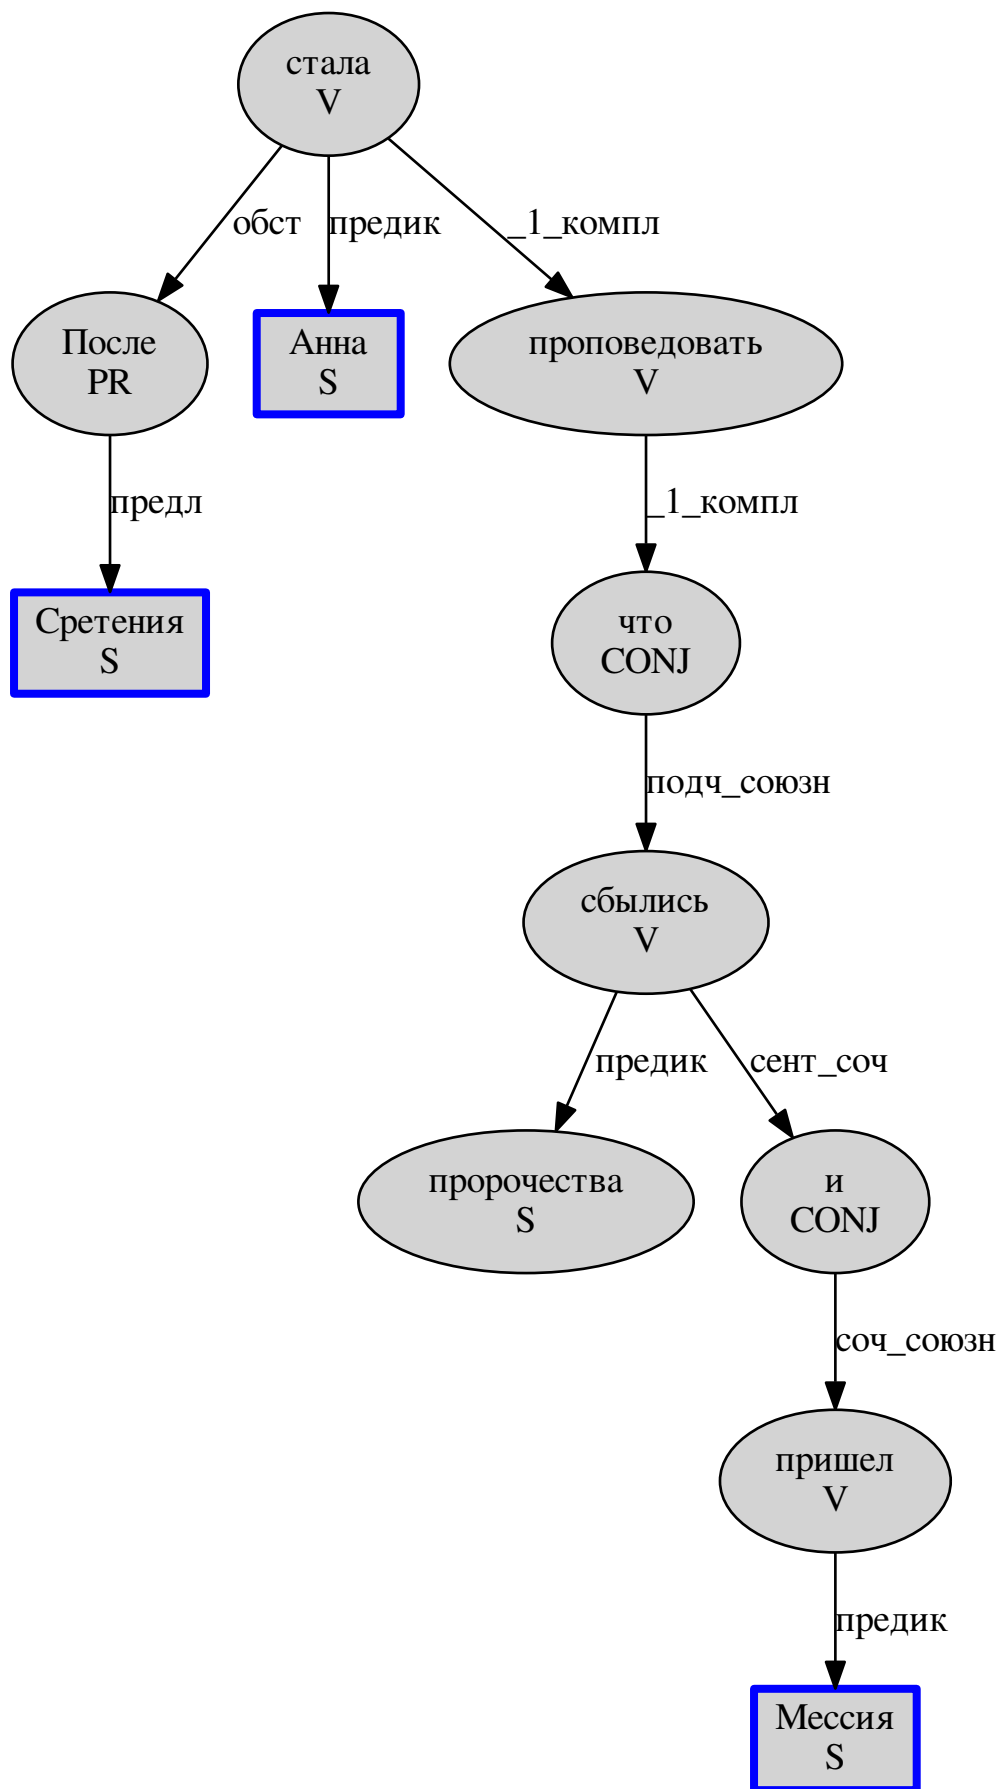 стала
V
обст
предик
_1_компл
После
PR
Анна
S
проповедовать
V
предл
_1_компл
Сретения
S
что
CONJ
подч_союзн
сбылись
V
предик
сент_соч
пророчества
S
и
CONJ
соч_союзн
пришел
V
предик
Мессия
S